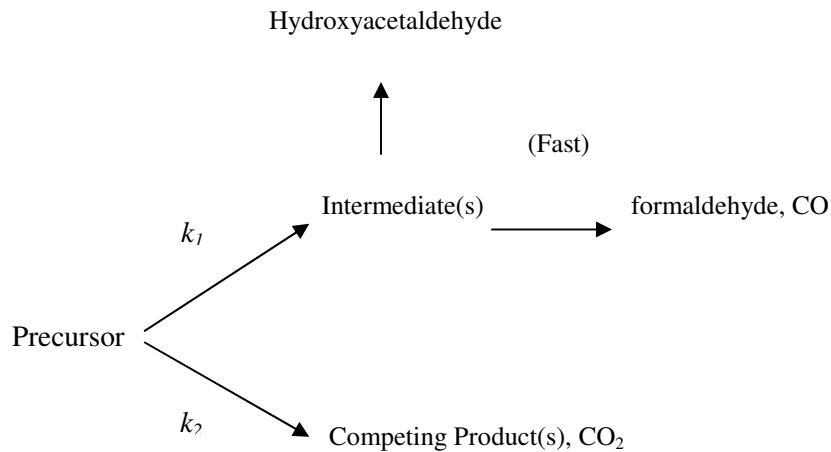 Hydroxyacetaldehyde
(Fast)
Intermediate(s)
formaldehyde, CO
k1
Precursor
k2
Competing Product(s), CO2